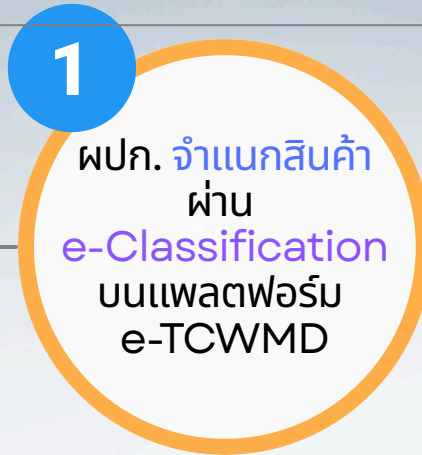 1
ผปก. จำแนกสินค้า
ผ่าน
e-Classification
บนแพลตฟอร์ม
e-TCWMD